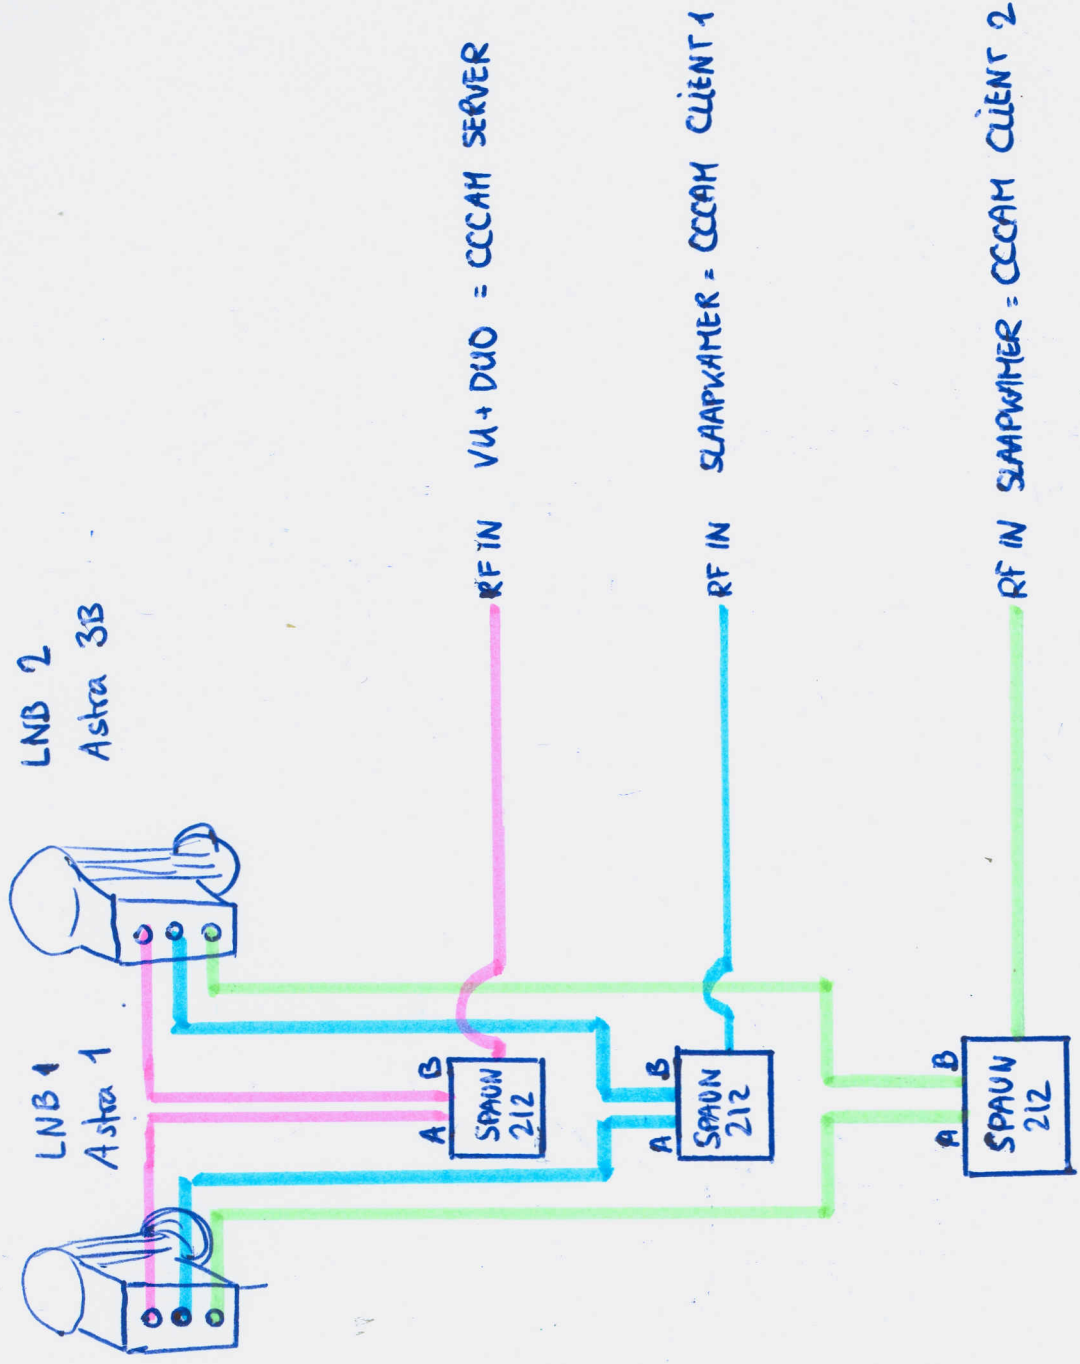 LNB 1
Astra 1
LNB 2
Astra 3B
A
B
SPAUN
212
RF IN VU+ DUO = CCCAM SERVER
A
B
SPAUN
212
RF IN SLAAPKAMER = CCCAM CLIENT 1
A
B
SPAUN
212
RF IN SLAAPKAMER = CCCAM CLIENT 2